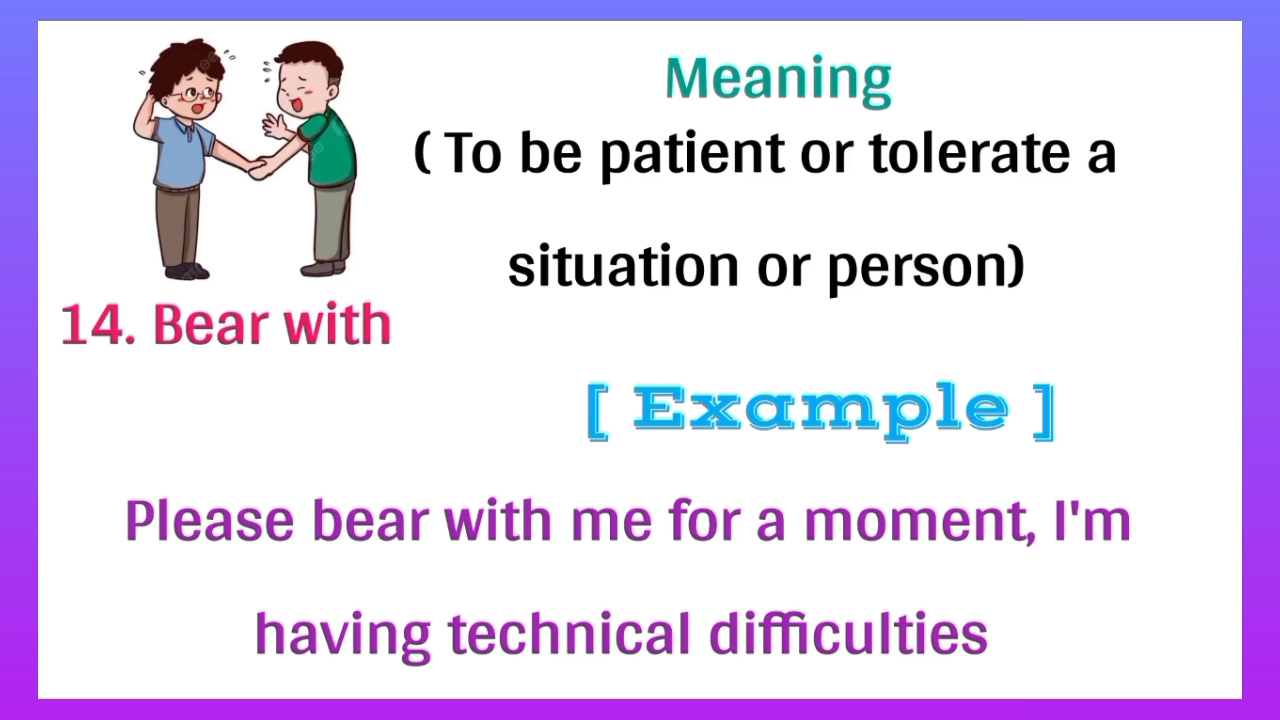 Meaning
( To be patient or tolerate a
situation or person)
14. Bear with
[ Example ]
Please bear with me for a moment, I'm
having technical difficulties